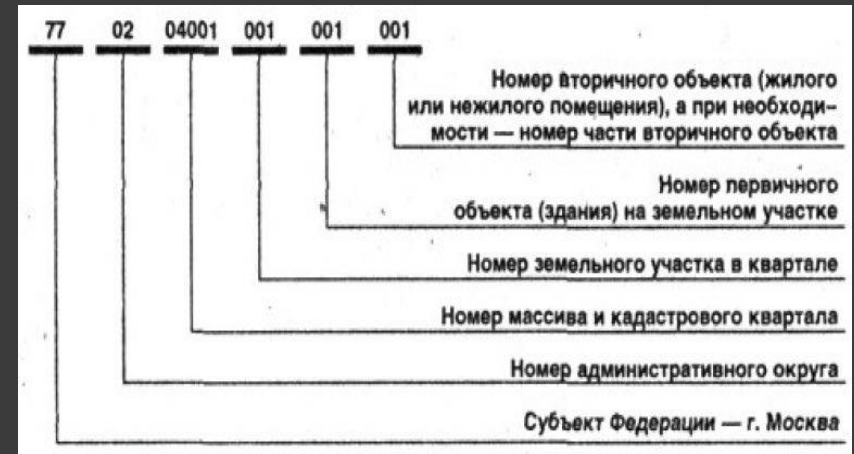 77 02 04001 001 001 001
Номер вторичного объекта (жилого
или нежилого помещения), а при необходи-
мости — номер части вторичного объекта
Номер первичного
объекта (здания) на земельном участке
Номер земельного участка в квартале
Номер массива и кадастрового квартала
Номер административного округа
Субъект Федерации — г. Москва